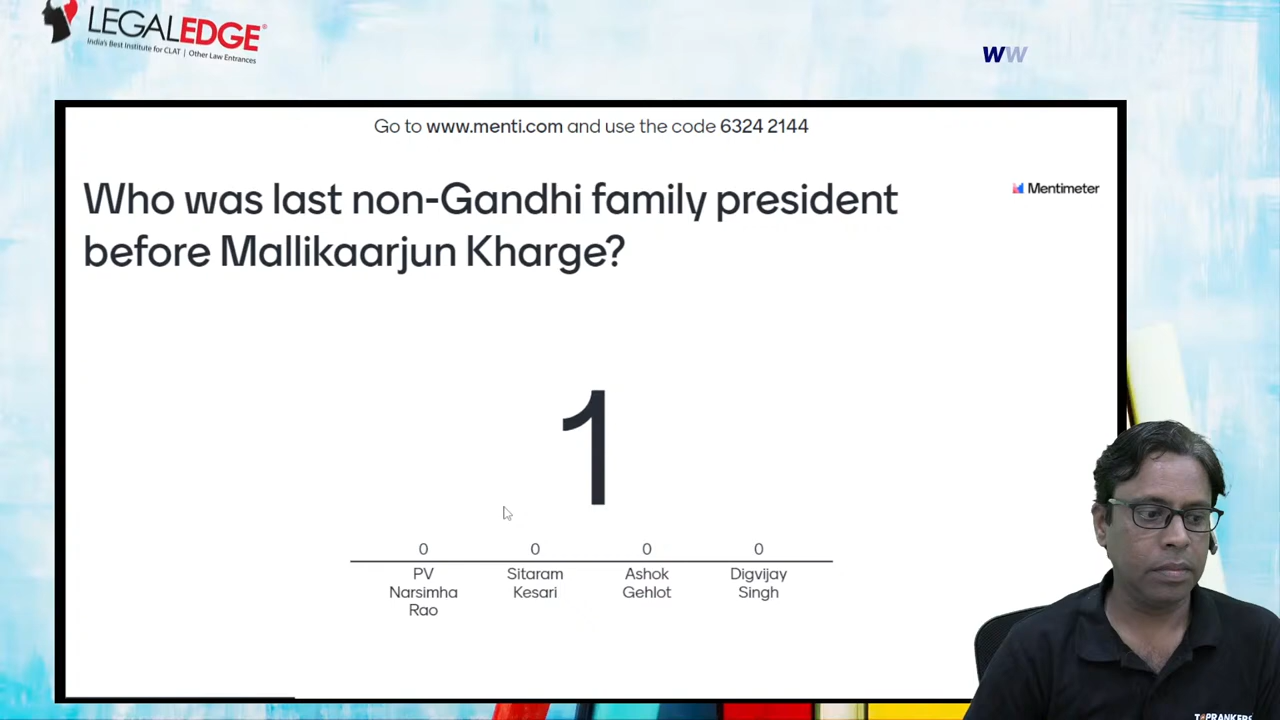 LEGALEDGE
India's Best Institute for CLAT | Other Law Entrances
WW
Go to www.menti.com and use the code 6324 2144
Mentimeter
Who was last non-Gandhi family president
before Mallikaarjun Kharge?
1
0 0 0 0
PV Sitaram Ashok Digvijay
Narsimha Kesari Gehlot Singh
Rao
TOPRANKERS